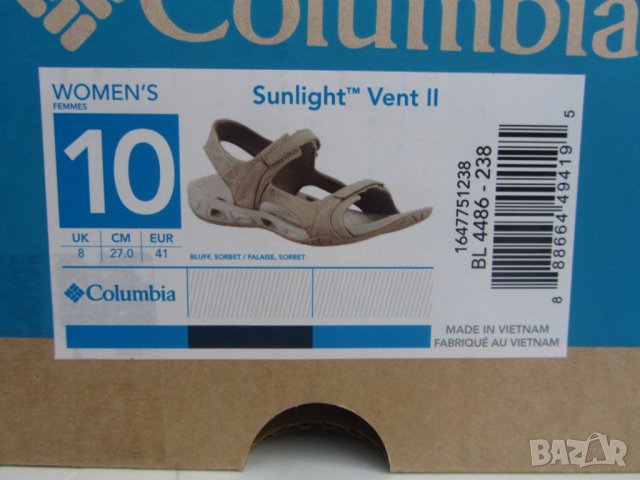 Columbia
WOMEN'S
FEMMES
10
UK CM EUR
8 27.0 41
Sunlight™ Vent II
BLUFF, SORBET / FALAISE, SORBET
Columbia
1647751238
BL 4486 - 238
8 88664 49419 5
MADE IN VIETNAM
FABRIQUÉ AU VIETNAM
BAZAR